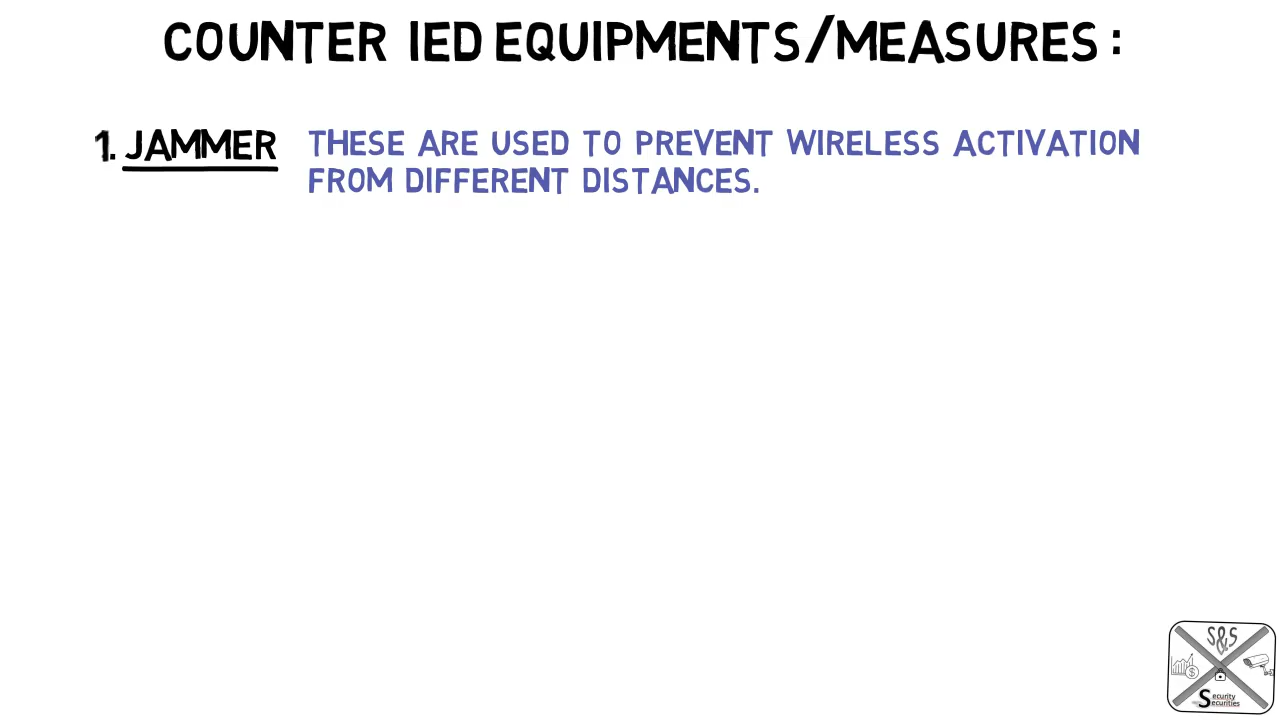 COUNTER IED EQUIPMENTS/MEASURES :
1. JAMMER THESE ARE USED TO PREVENT WIRELESS ACTIVATION
FROM DIFFERENT DISTANCES.
S&S
$
Security
Securities